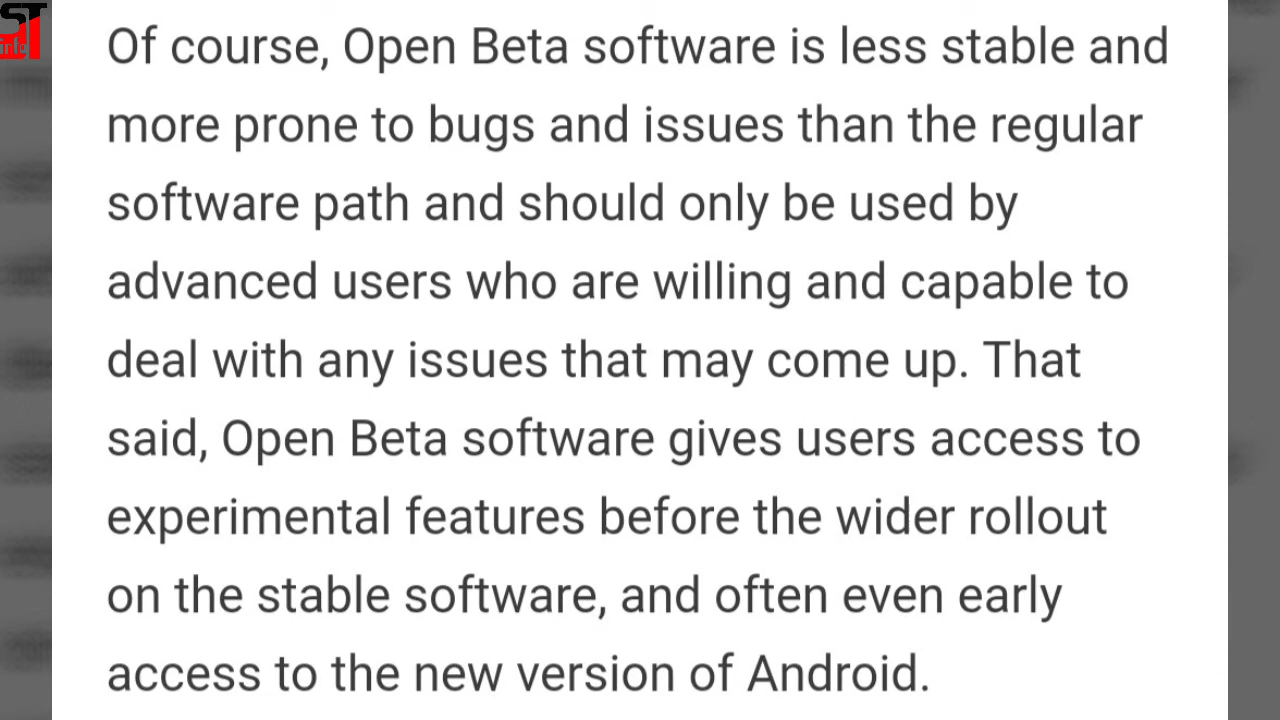 ST
info
Of course, Open Beta software is less stable and
more prone to bugs and issues than the regular
software path and should only be used by
advanced users who are willing and capable to
deal with any issues that may come up. That
said, Open Beta software gives users access to
experimental features before the wider rollout
on the stable software, and often even early
access to the new version of Android.